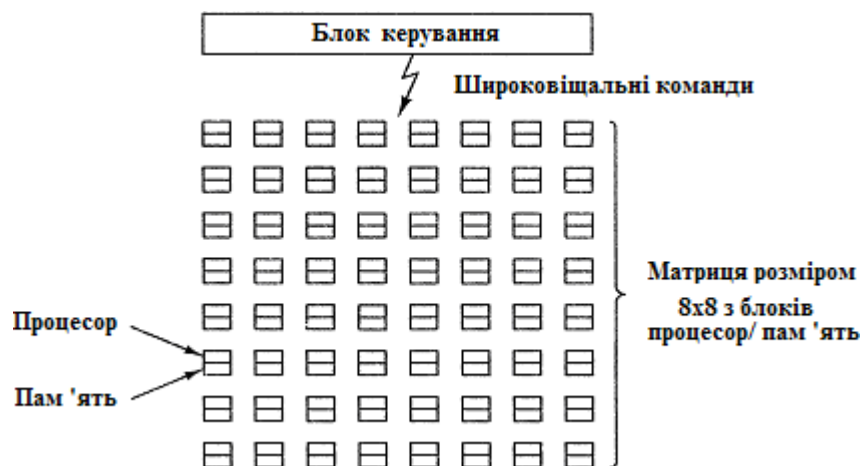 Блок керування
Широковіщальні команди
Матриця розміром
8x8 з блоків
процесор/ пам 'ять
Процесор
Пам 'ять